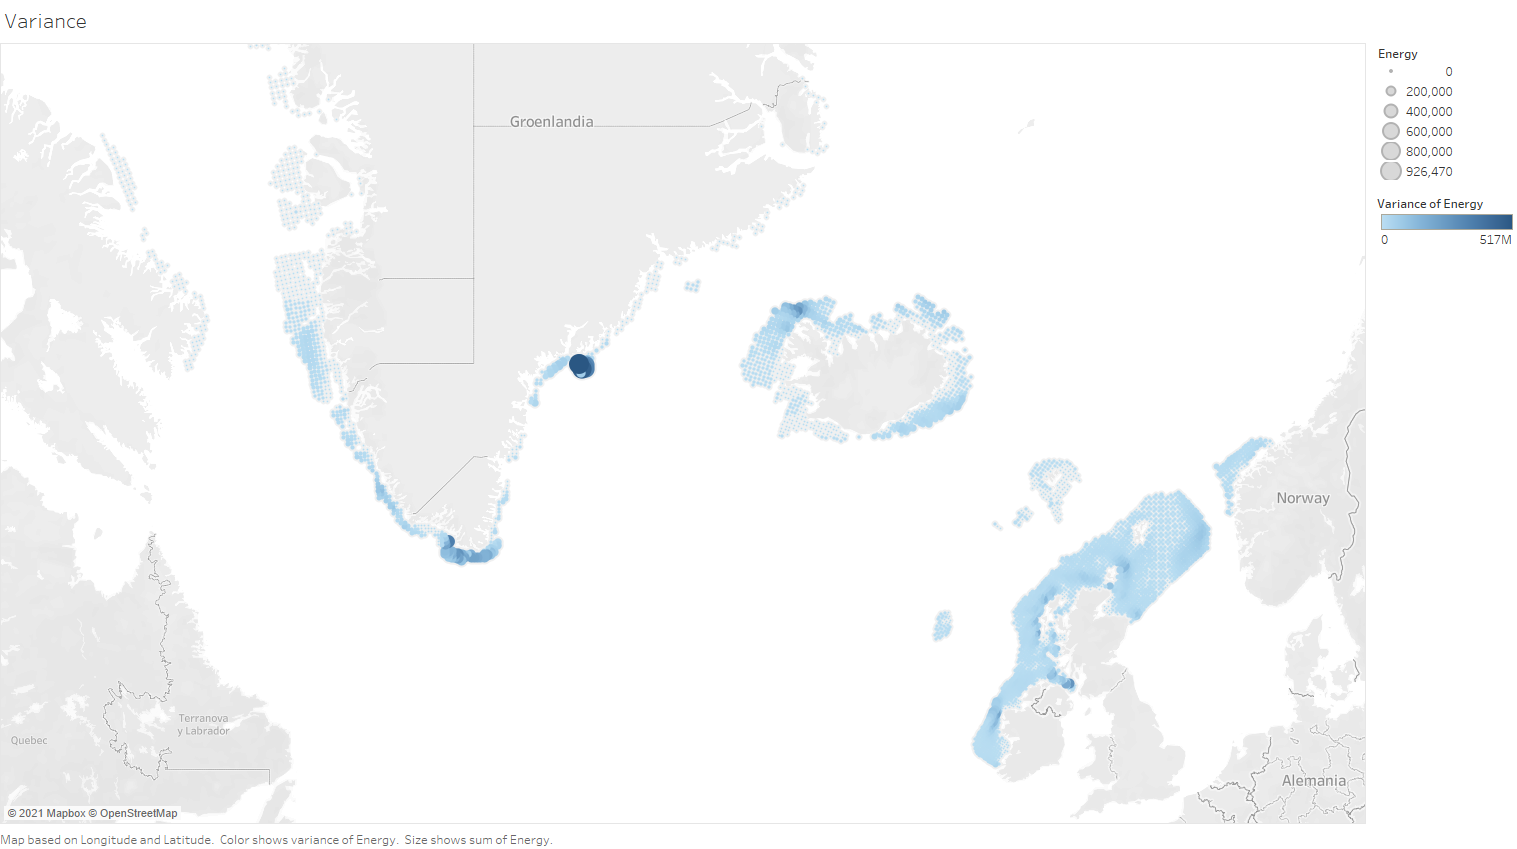 Variance
Groenlandia
Norway
Terranova
y Labrador
Quebec
Alemania
© 2021 Mapbox © OpenStreetMap
Energy
0
200,000
400,000
600,000
800,000
926,470
Variance of Energy
0 517M
Map based on Longitude and Latitude. Color shows variance of Energy. Size shows sum of Energy.